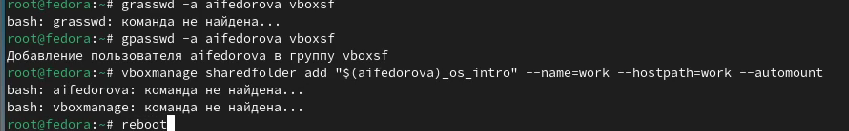 root@fedora:~# grasswd -a aifedorova vboxsf
bash: grasswd: команда не найдена...
root@fedora:~# gpasswd -a aifedorova vboxsf
Добавление пользователя aifedorova в группу vboxsf
root@fedora:~# vboxmanage sharedfolder add "$(aifedorova)_os_intro" --name=work --hostpath=work --automount
bash: aifedorova: команда не найдена...
bash: vboxmanage: команда не найдена...
root@fedora:~# reboot